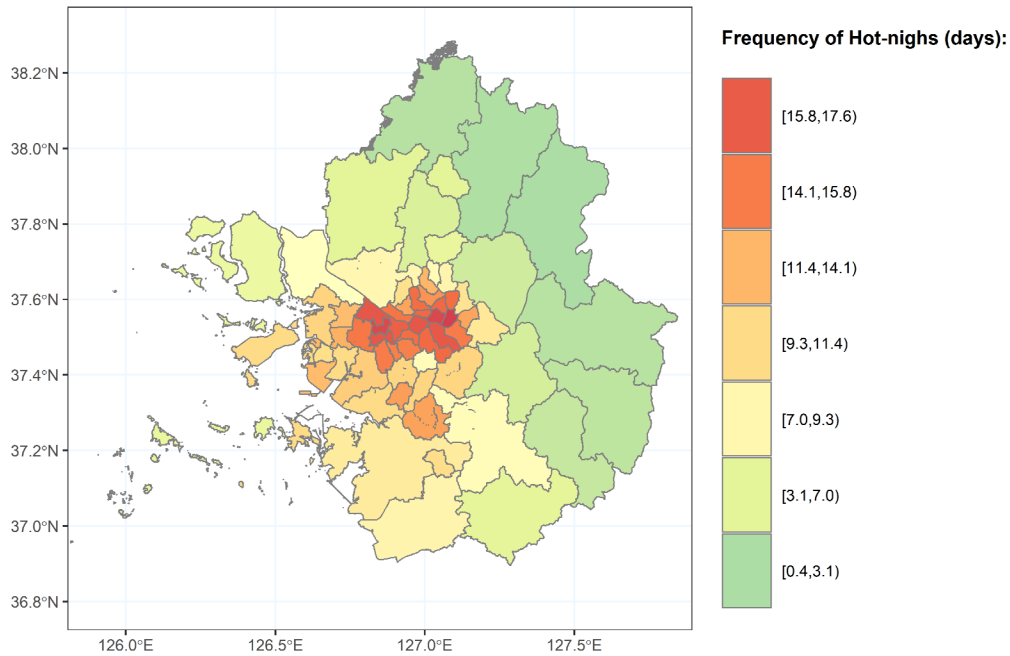 Frequency of Hot-nighs (days):
38.2°N
38.0°N
37.8°N
37.6°N
37.4°N
37.2°N
37.0°N
36.8°N
126.0°E
126.5°E
127.0°E
127.5°E
[15.8,17.6)
[14.1,15.8)
[11.4,14.1)
[9.3,11.4)
[7.0,9.3)
[3.1,7.0)
[0.4,3.1)